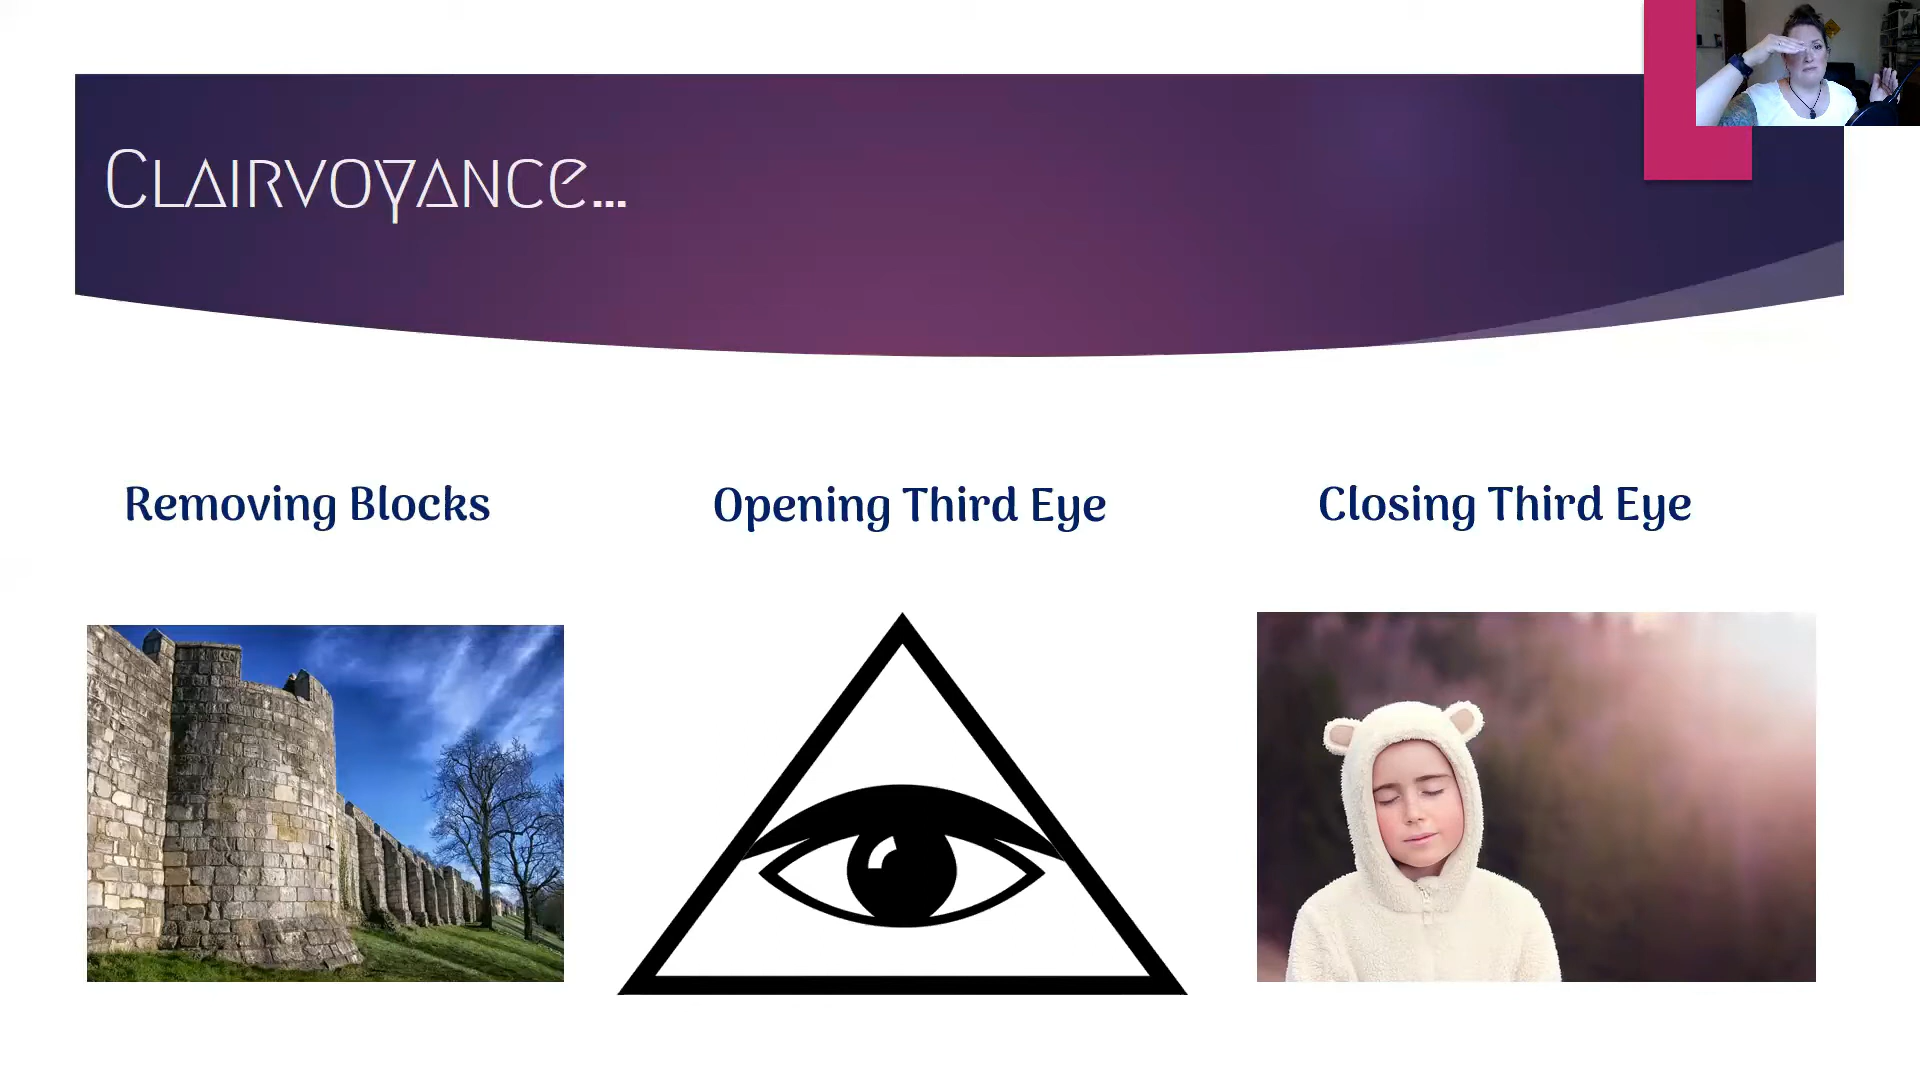 Clairvoyance...
Removing Blocks
Opening Third Eye
Closing Third Eye